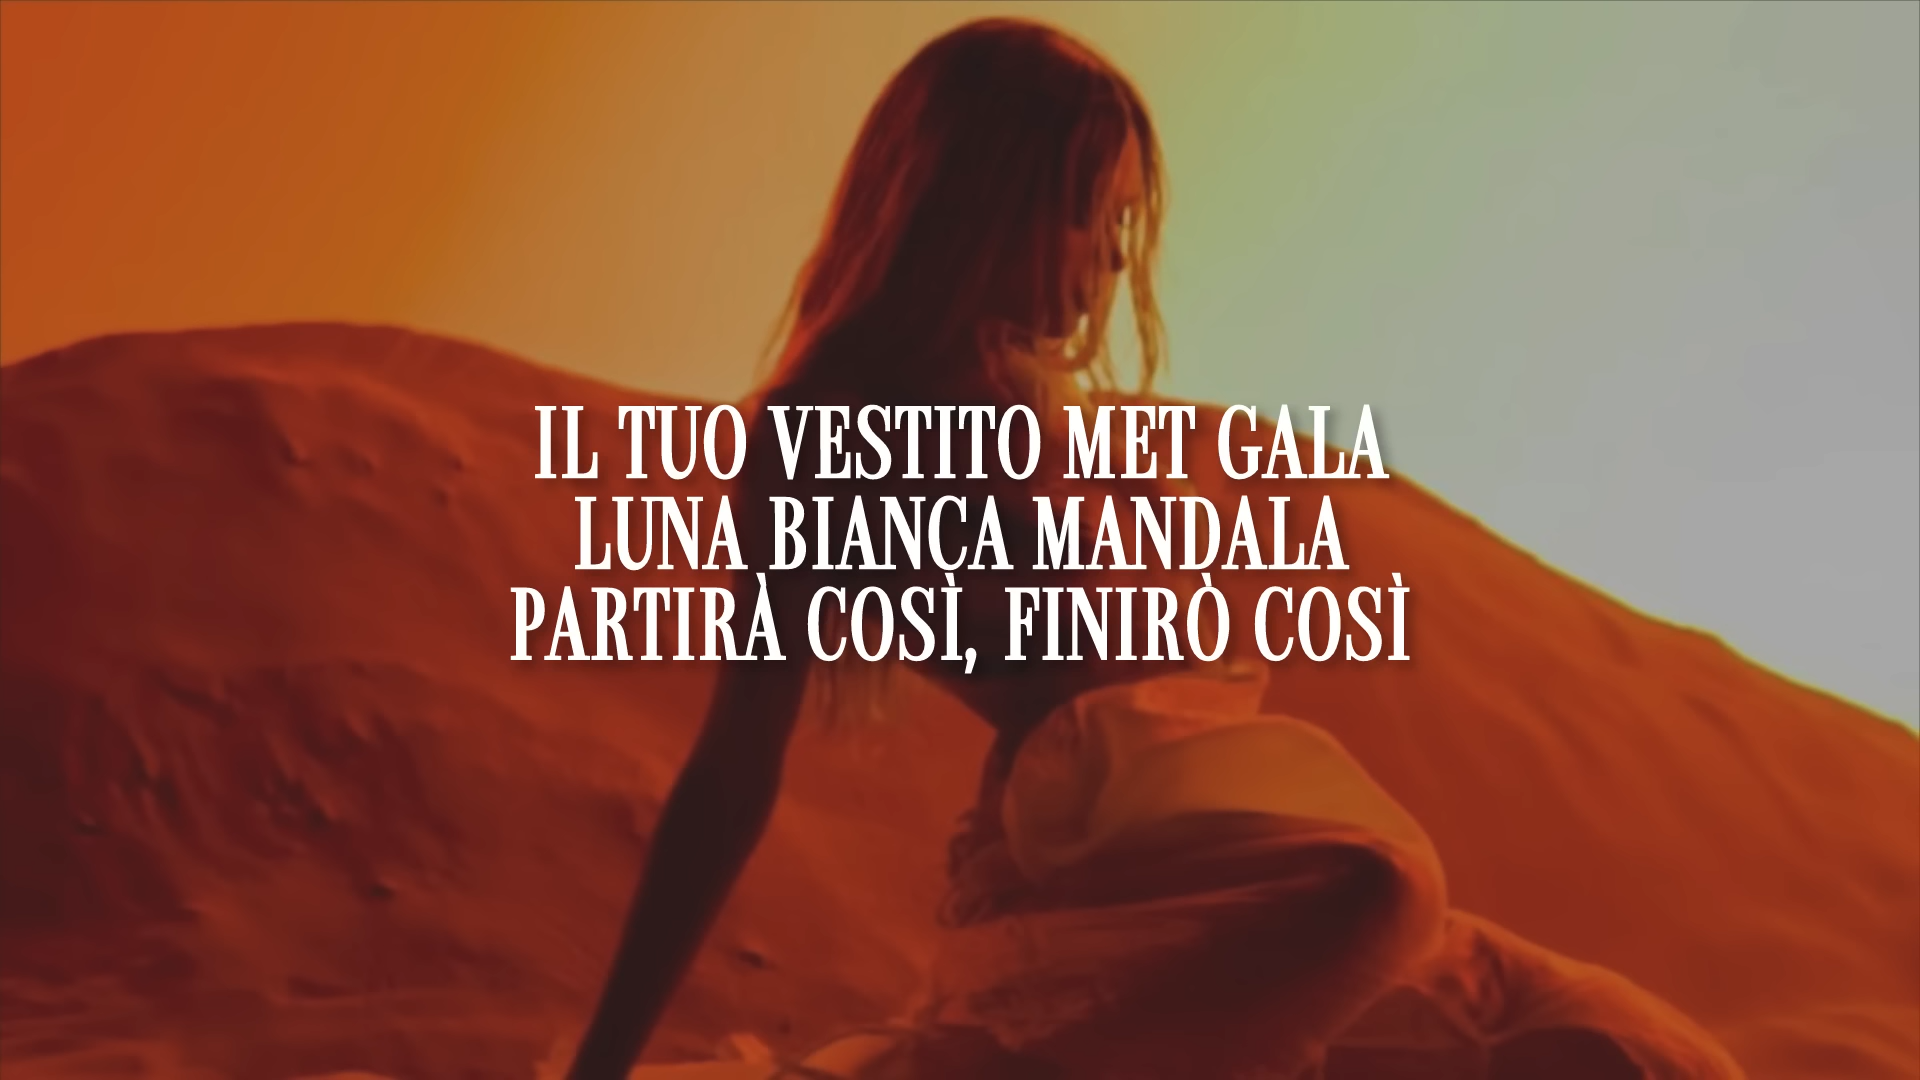 IL TUO VESTITO MET GALA
LUNA BIANCA MANDALA
PARTIRÀ COSÌ, FINIRÒ COSÌ